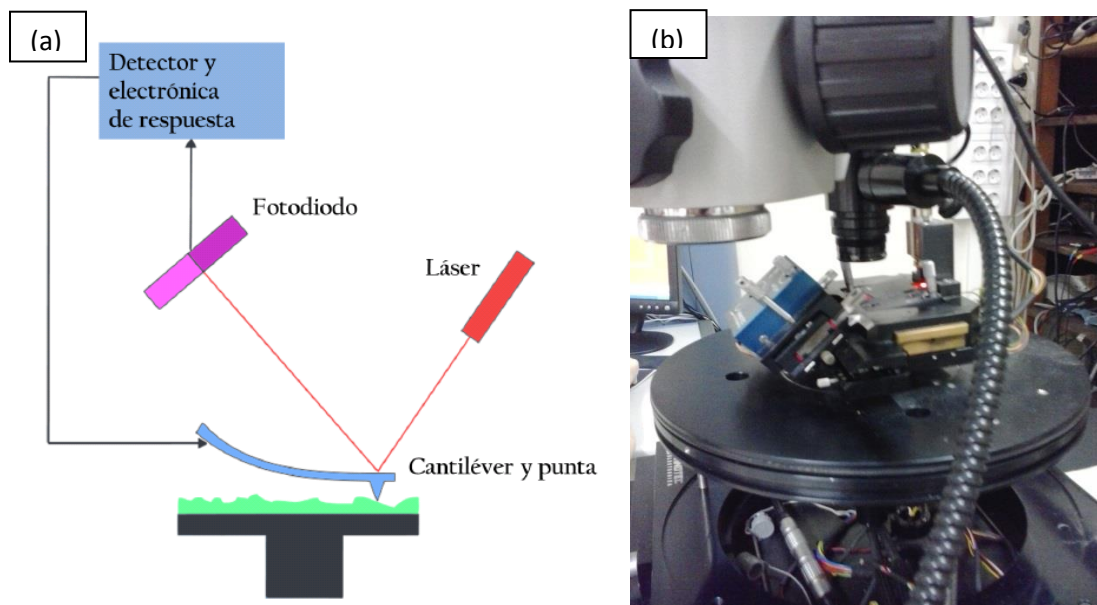 (a)
Detector y
electrónica
de respuesta
Fotodiodo
Láser
Cantiléver y punta
(b)